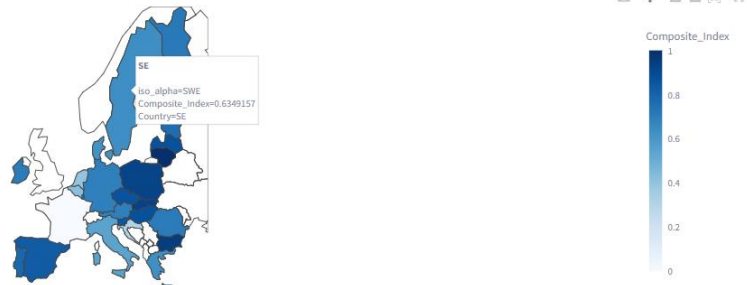 Composite_Index
SE
iso_alpha=SWE
Composite_Index=0.6349157
Country=SE
1
0.8
0.6
0.4
0.2
0